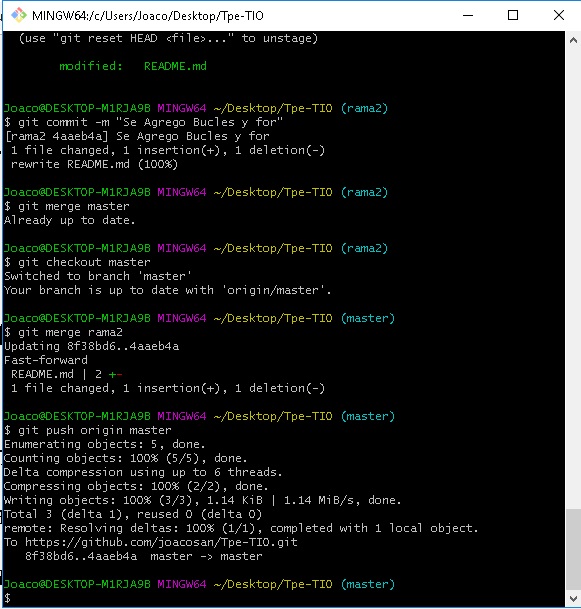 MINGW64:/c/Users/Joaco/Desktop/Tpe-TIO
(use "git reset HEAD <file>..." to unstage)
modified:   README.md
Joaco@DESKTOP-M1RJA9B MINGW64 ~/Desktop/Tpe-TIO (rama2)
$ git commit -m "Se Agrego Bucles y for"
[rama2 4aaeb4a] Se Agrego Bucles y for
1 file changed, 1 insertion(+), 1 deletion(-)
rewrite README.md (100%)
Joaco@DESKTOP-M1RJA9B MINGW64 ~/Desktop/Tpe-TIO (rama2)
$ git merge master
Already up to date.
Joaco@DESKTOP-M1RJA9B MINGW64 ~/Desktop/Tpe-TIO (rama2)
$ git checkout master
Switched to branch 'master'
Your branch is up to date with 'origin/master'.
Joaco@DESKTOP-M1RJA9B MINGW64 ~/Desktop/Tpe-TIO (master)
$ git merge rama2
Updating 8f38bd6..4aaeb4a
Fast-forward
README.md | 2 +-
1 file changed, 1 insertion(+), 1 deletion(-)
Joaco@DESKTOP-M1RJA9B MINGW64 ~/Desktop/Tpe-TIO (master)
$ git push origin master
Enumerating objects: 5, done.
Counting objects: 100% (5/5), done.
Delta compression using up to 6 threads.
Compressing objects: 100% (2/2), done.
Writing objects: 100% (3/3), 1.14 KiB | 1.14 MiB/s, done.
Total 3 (delta 1), reused 0 (delta 0)
remote: Resolving deltas: 100% (1/1), completed with 1 local object.
To https://github.com/joacosan/Tpe-TIO.git
8f38bd6..4aaeb4a  master -> master
Joaco@DESKTOP-M1RJA9B MINGW64 ~/Desktop/Tpe-TIO (master)
$